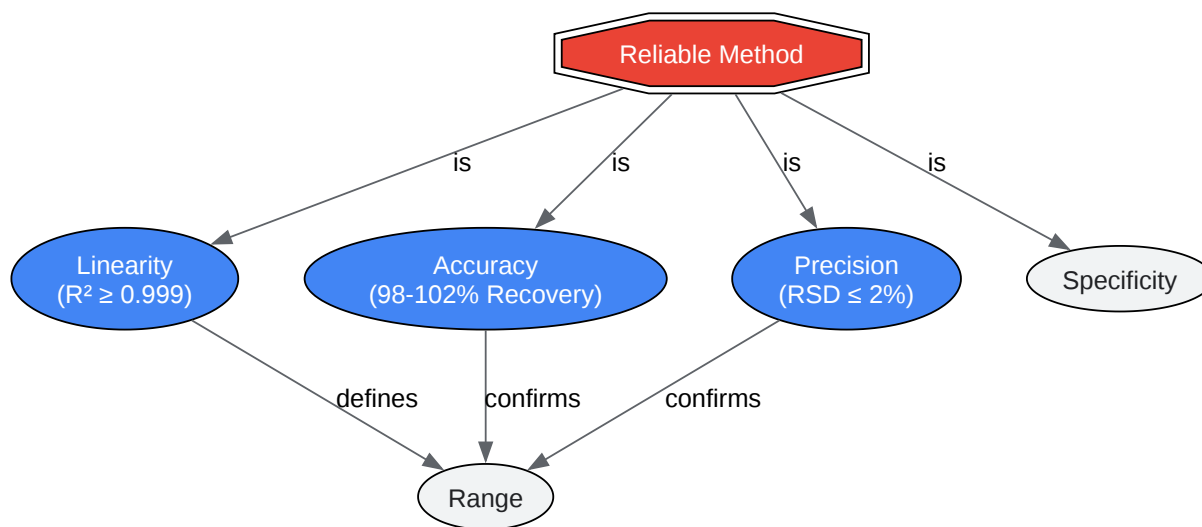 Reliable Method
is
is
is
is
Linearity
(R² ≥ 0.999)
Accuracy
(98-102% Recovery)
Precision
(RSD ≤ 2%)
Specificity
defines
confirms
confirms
Range